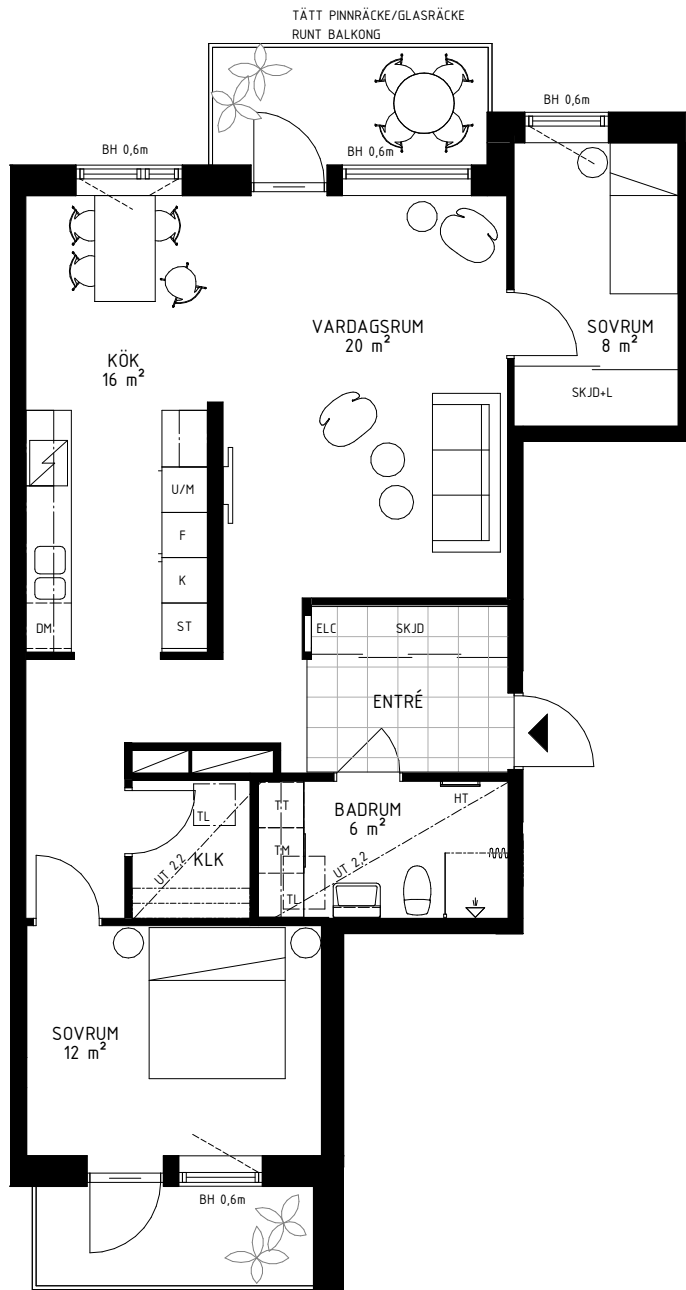 TÄTT PINNRÄCKE/GLASRÄCKE
RUNT BALKONG
BH 0,6m
BH 0,6m
BH 0,6m
VARDAGSRUM
20 m²
SOVRUM
8 m²
KÖK
16 m²
SKJD+L
U/M
F
K
ST
DM
ELC
SKJD
ENTRÉ
BADRUM
6 m²
HT
TT
TM
TL
UT 2,2
TL
KLK
UT 2,2
SOVRUM
12 m²
BH 0,6m